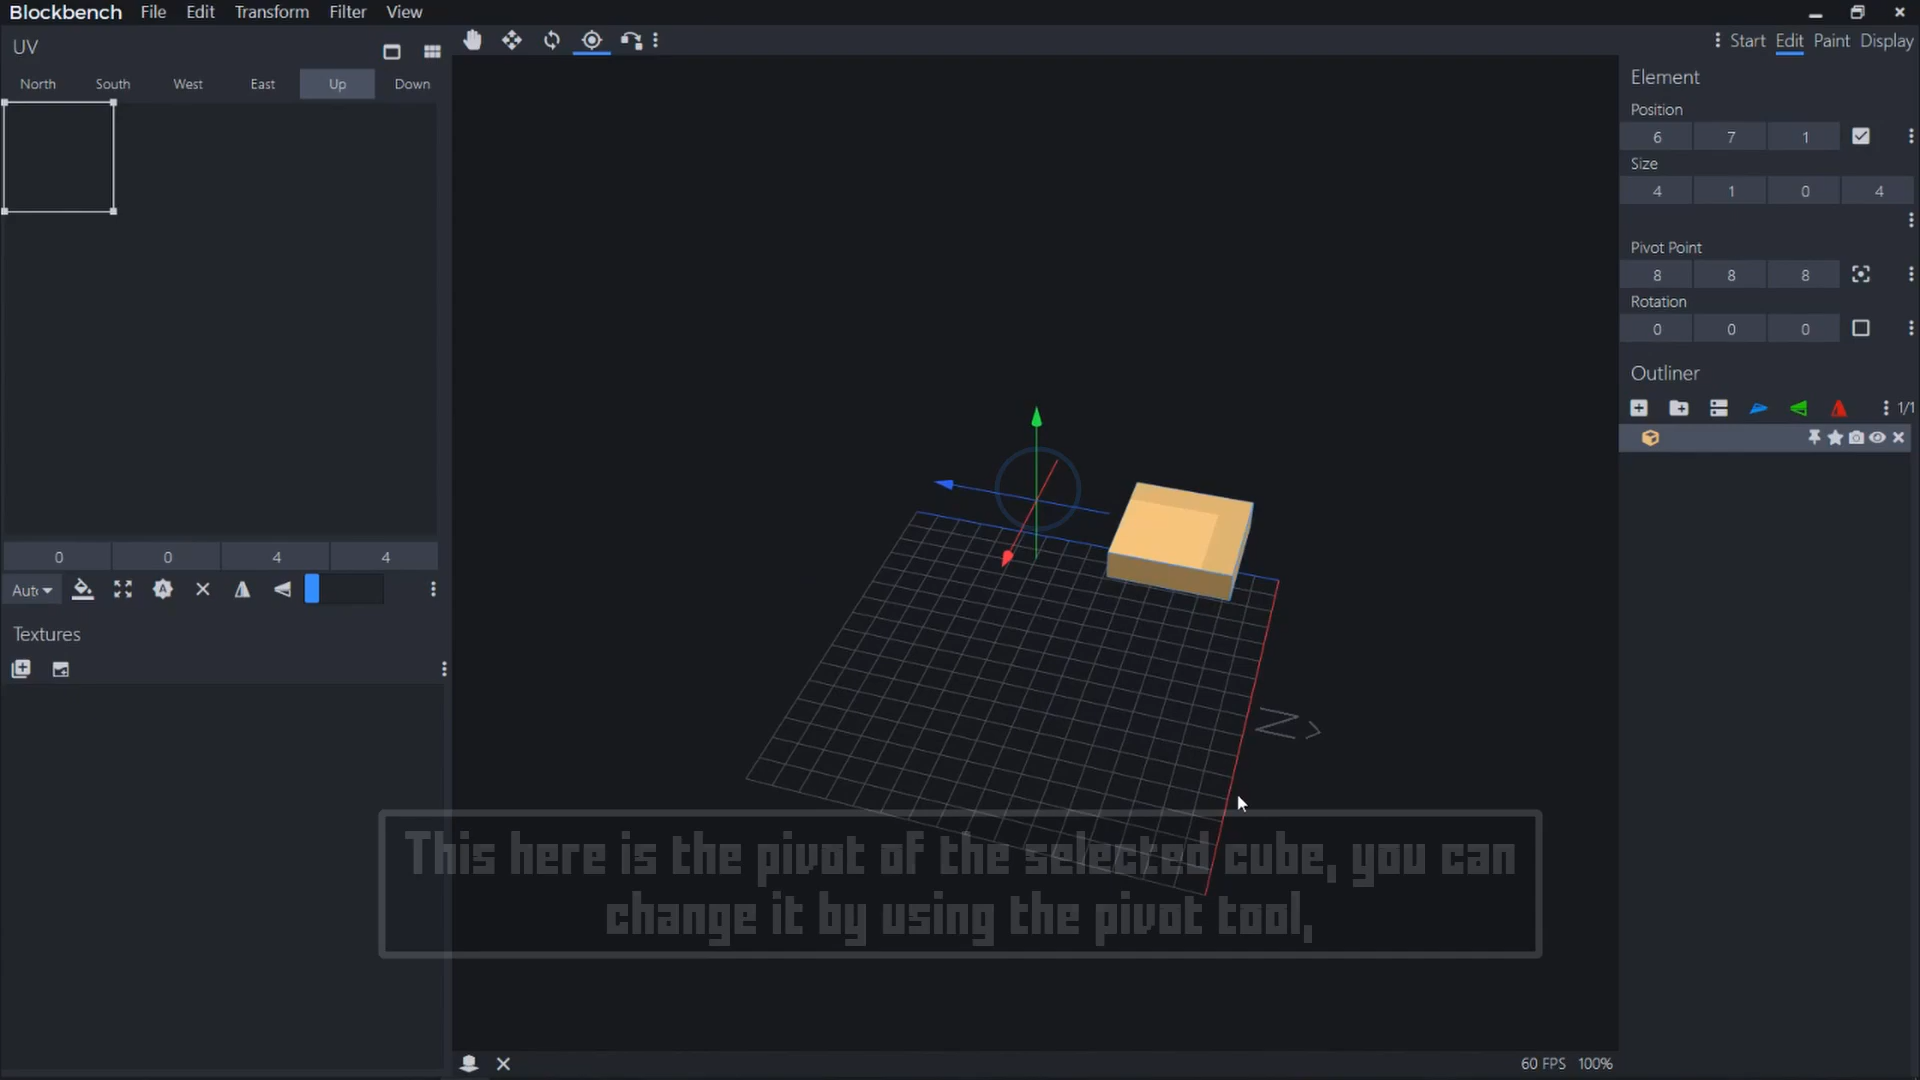 Blockbench File Edit Transform Filter View
UV
Start Edit Paint Display
North South West East Up Down
Element
Position
6 7 1
Size
4 1 0 4
Pivot Point
8 8 8
Rotation
0 0 0
Outliner
1/1
0 0 4 4
Aut
Textures
This here is the pivot of the selected cube, you can
change it by using the pivot tool,
60 FPS 100%